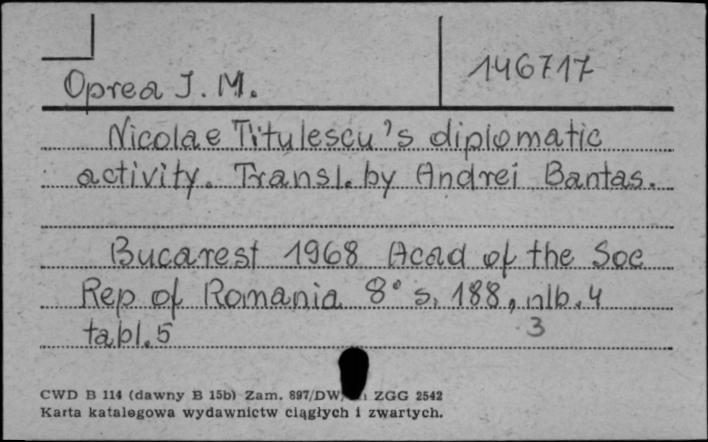 Oprea J. M.
146717
Nicolae Titulescu's diplomatic
activity. Transl. by Andrei Bantas.
Bucarest 1968 Acad of the Soc
Rep of Romania 8° s. 188, nlb. 4
tabl. 5
3
CWD B 114 (dawny B 15b) Zam. 897/DW ZGG 2542
Karta katalogowa wydawnictw ciągłych i zwartych.